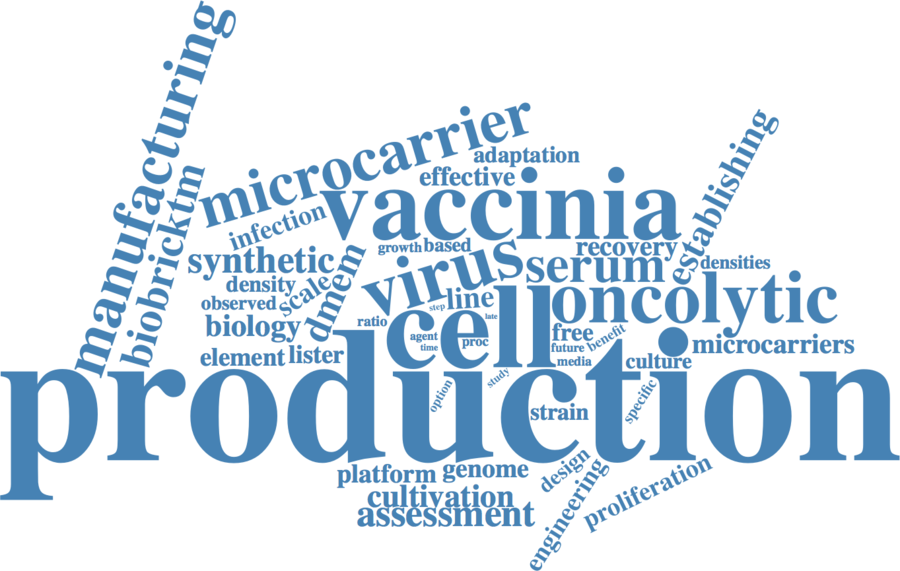 manufacturing
biobricktm
microcarrier
adaptation
effective
vaccinia
establishing
infection
growth
based
recovery
synthetic
virus
serum
densities
density
scale
dmem
line
oncolytic
observed
step
late
ratio
cell
biology
agent
time
proc
free
future
benefit
media
microcarriers
element
lister
culture
production
option
study
specific
strain
platform
genome
design
engineering
proliferation
cultivation
assessment